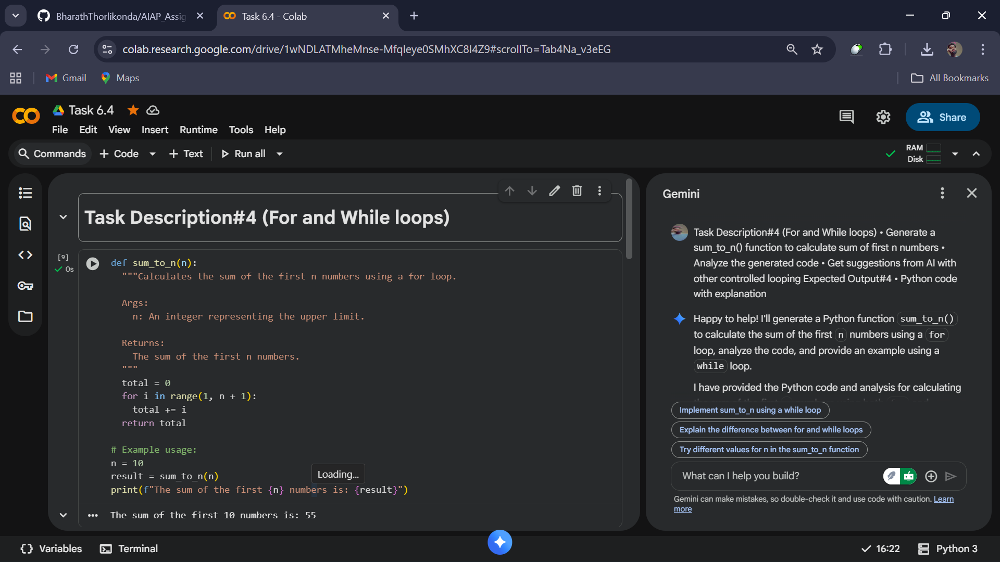 BharathThorlikonda/AIAP_Assig
Task 6.4 - Colab
colab.research.google.com/drive/1wNDLATMheMnse-Mfqleye0SMhXC8I4Z9#scrollTo=Tab4Na_v3eEG
Gmail
Maps
All Bookmarks
Task 6.4
File Edit View Insert Runtime Tools Help
Share
Commands
+ Code
+ Text
Run all
RAM
Disk
Task Description#4 (For and While loops)
[9]
0s
def sum_to_n(n):
"""Calculates the sum of the first n numbers using a for loop.
Args:
n: An integer representing the upper limit.
Returns:
The sum of the first n numbers.
"""
total = 0
for i in range(1, n + 1):
total += i
return total
# Example usage:
n = 10
result = sum_to_n(n)
Loading...
print(f"The sum of the first {n} numbers is: {result}")
The sum of the first 10 numbers is: 55
Gemini
Task Description#4 (For and While loops) • Generate a
sum_to_n() function to calculate sum of first n numbers •
Analyze the generated code • Get suggestions from AI with
other controlled looping Expected Output#4 • Python code
with explanation
Happy to help! I'll generate a Python function sum_to_n()
to calculate the sum of the first n numbers using a for
loop, analyze the code, and provide an example using a
while loop.
I have provided the Python code and analysis for calculating
Implement sum_to_n using a while loop
Explain the difference between for and while loops
Try different values for n in the sum_to_n function
What can I help you build?
Gemini can make mistakes, so double-check it and use code with caution. Learn
more
{} Variables
Terminal
16:22
Python 3